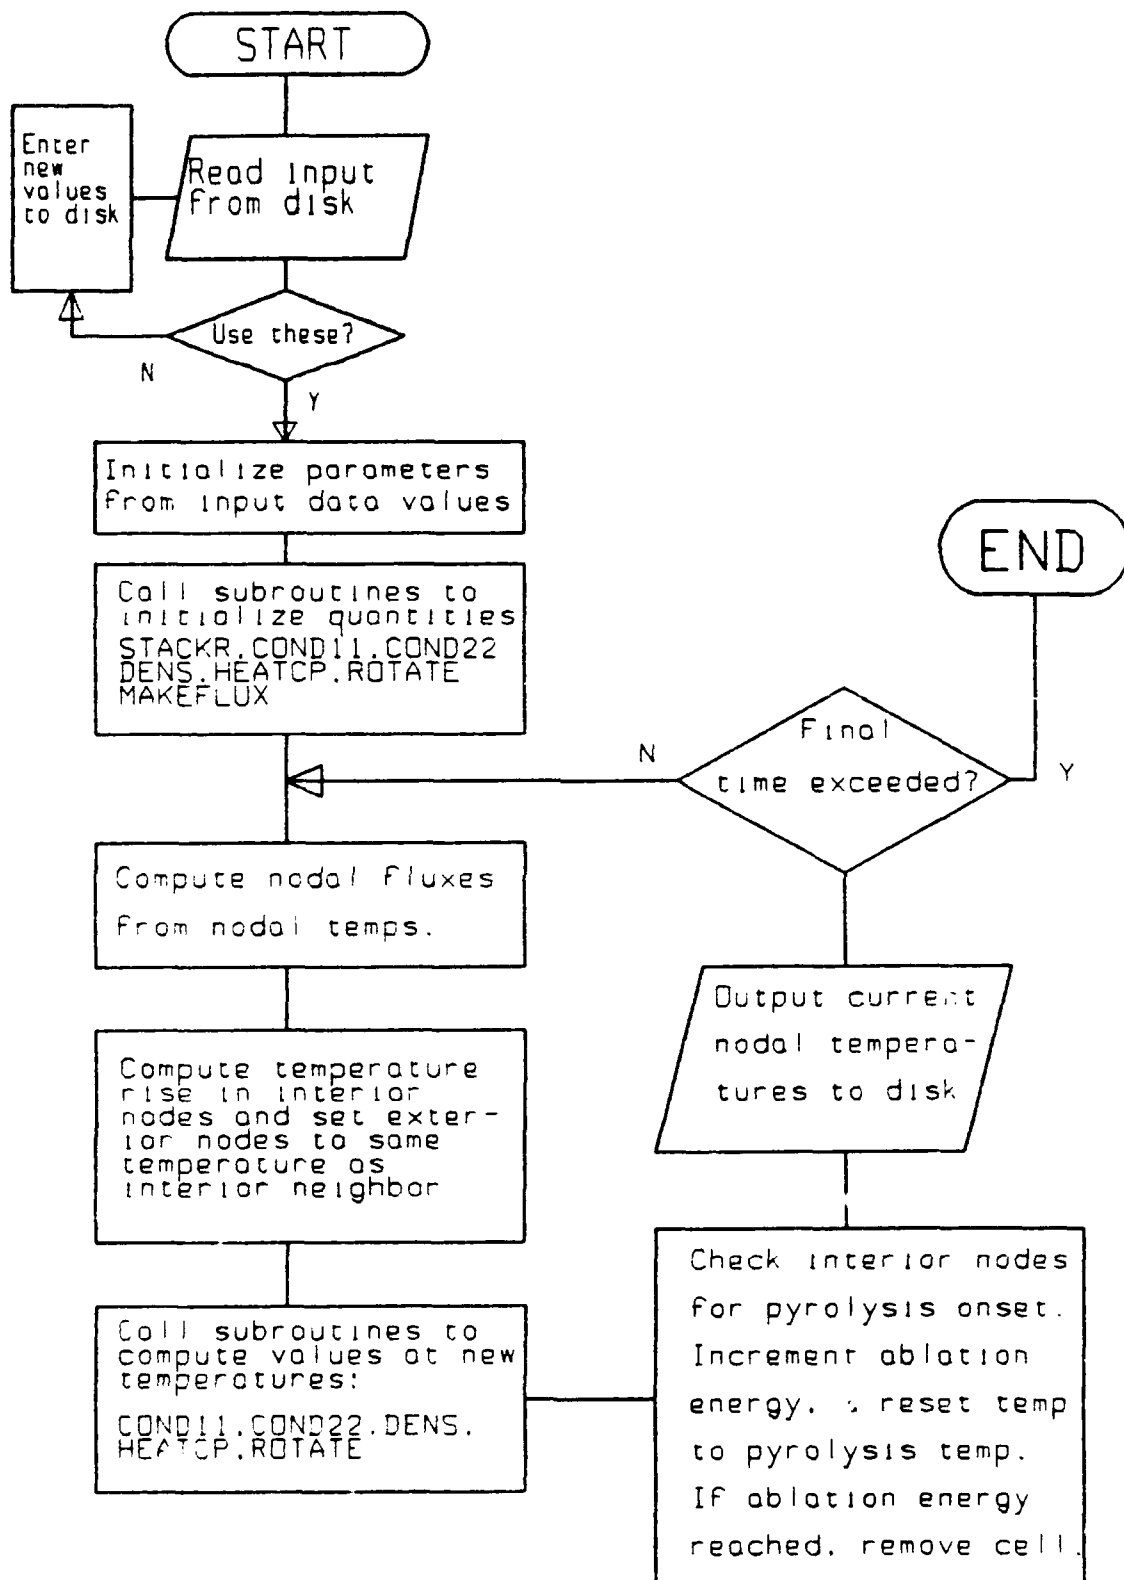 START
Enter
new
values
to disk
Read input
from disk
Use these?
N
Y
Initialize parameters
from input data values
Call subroutines to
initialize quantities
STACKR.COND11.COND22
DENS.HEATCP.ROTATE
MAKEFLUX
END
Final
time exceeded?
N
Y
Compute nodal fluxes
from nodal temps.
Compute temperature
rise in interior
nodes and set exter-
ior nodes to same
temperature as
interior neighbor
Call subroutines to
compute values at new
temperatures:
COND11.COND22.DENS.
HEATCP.ROTATE
Output current
nodal tempera-
tures to disk
Check interior nodes
for pyrolysis onset.
Increment ablation
energy. reset temp
to pyrolysis temp.
If ablation energy
reached. remove cell.